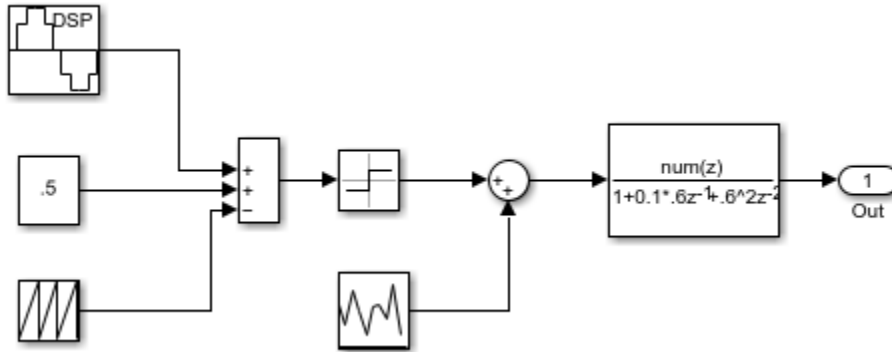 DSP
.5
+
+
−
+
+
num(z)
1+0.1*.6z-1+.6^2z-2
1
Out